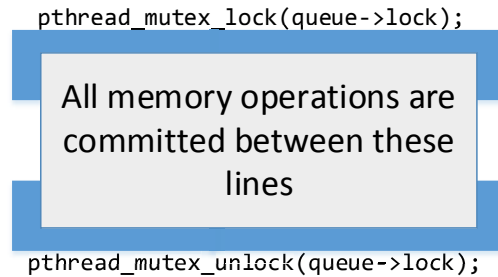 pthread_mutex_lock(queue->lock);
All memory operations are
committed between these
lines
pthread_mutex_unlock(queue->lock);